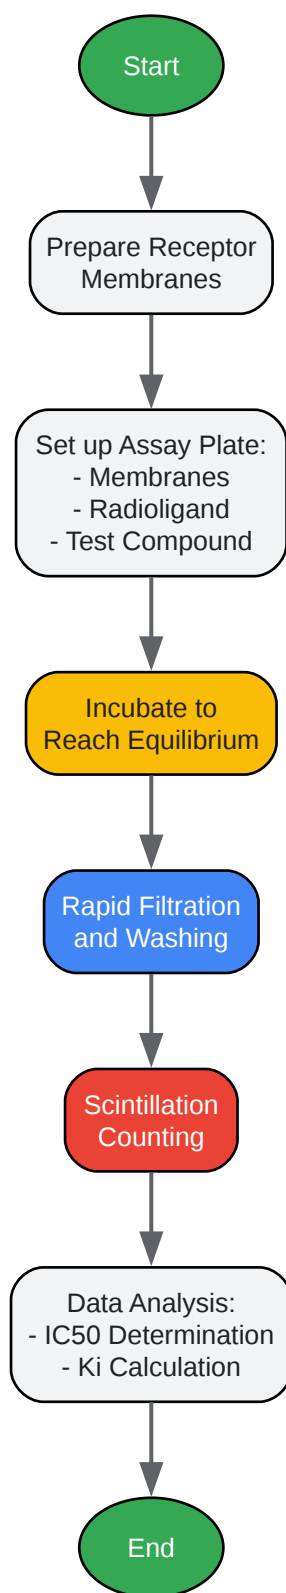 Start
Prepare Receptor
Membranes
Set up Assay Plate:
- Membranes
- Radioligand
- Test Compound
Incubate to
Reach Equilibrium
Rapid Filtration
and Washing
Scintillation
Counting
Data Analysis:
- IC50 Determination
- Ki Calculation
End